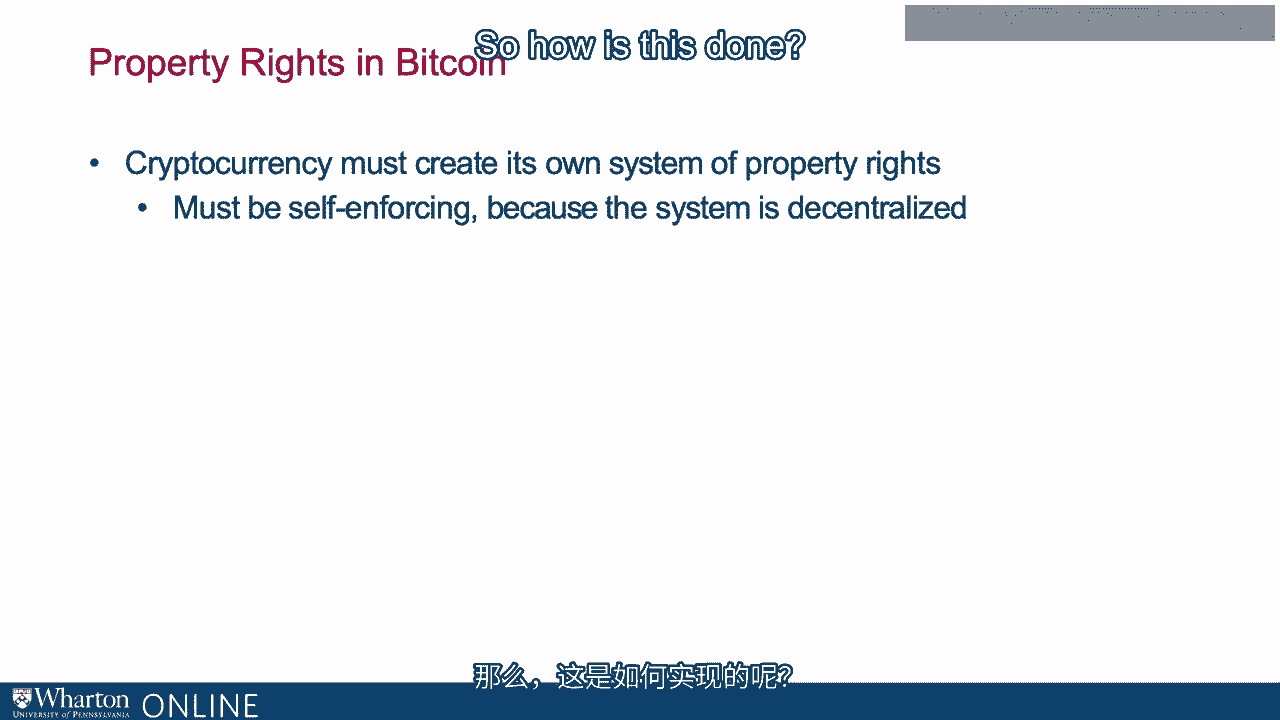 So how is this done?
Property Rights in Bitcoin
• Cryptocurrency must create its own system of property rights
• Must be self-enforcing, because the system is decentralized
那么，这是如何实现的呢？
Wharton ONLINE
UNIVERSITY of PENNSYLVANIA